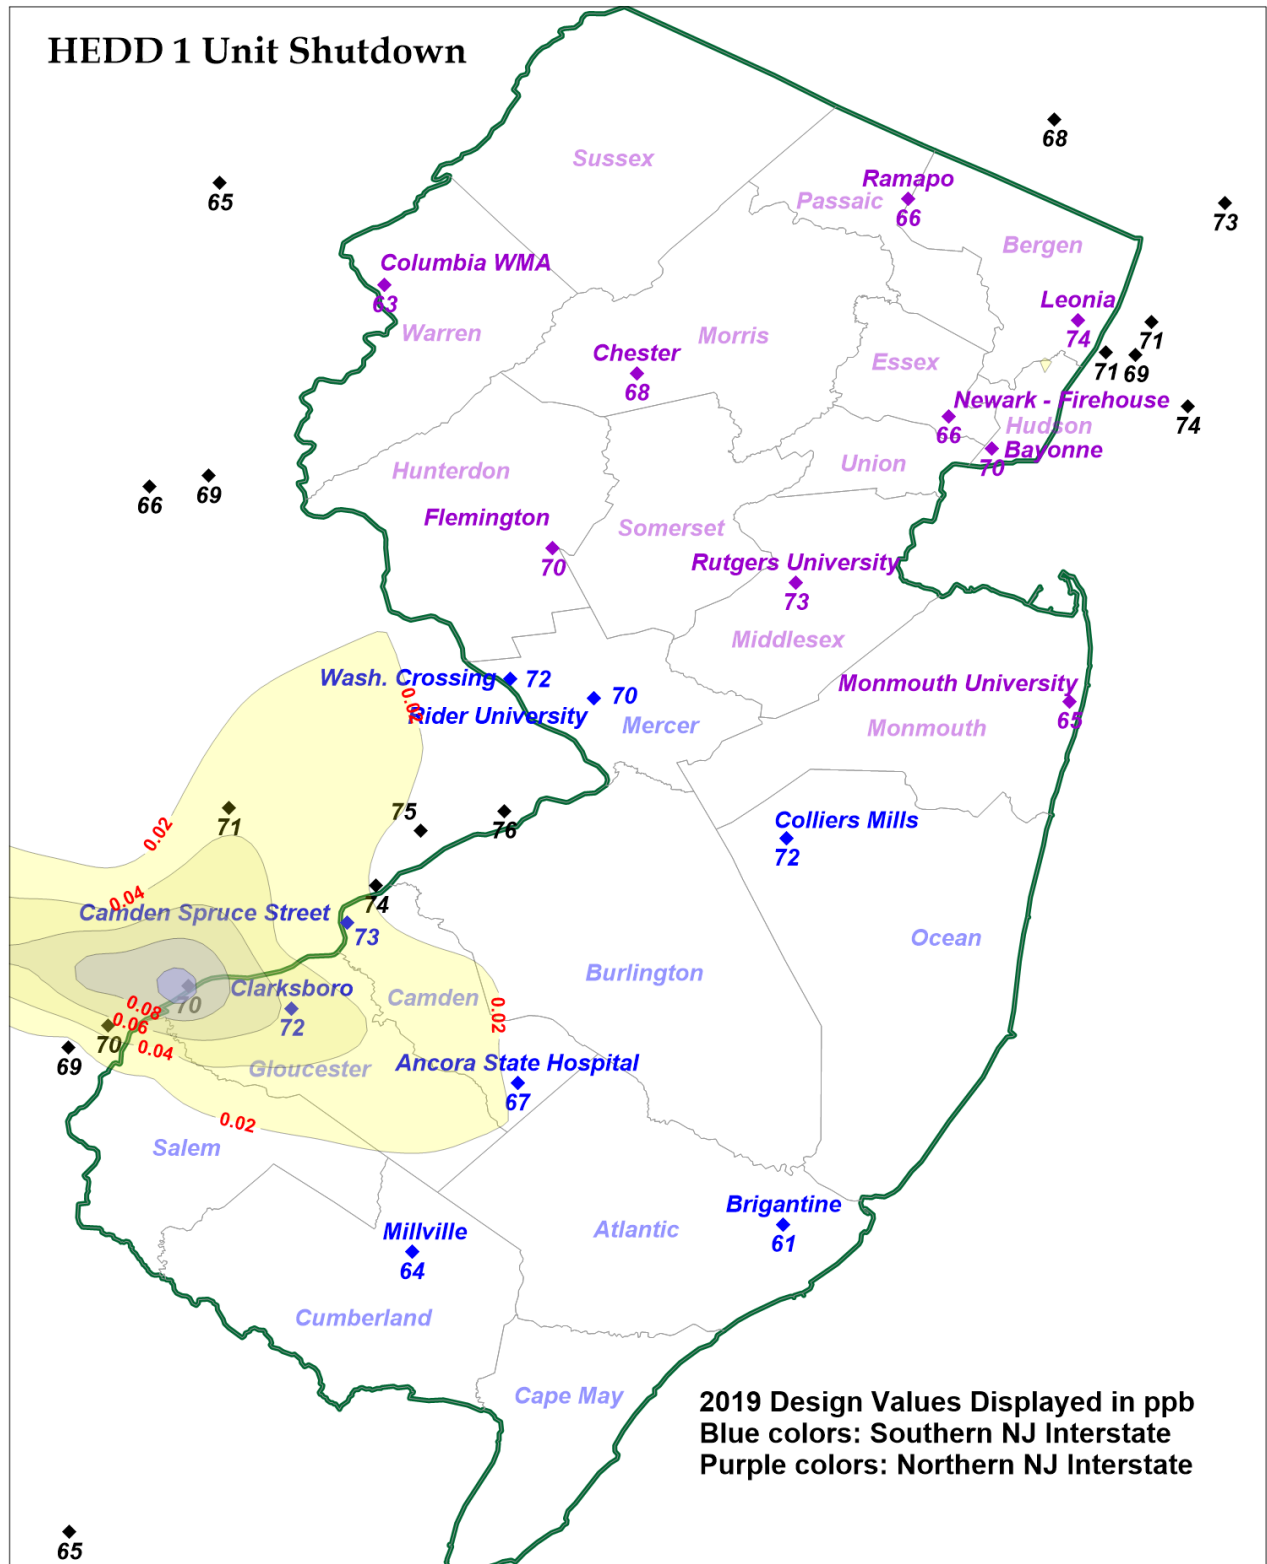 HEDD 1 Unit Shutdown
68
Sussex
65
Ramapo
Passaic
66
73
Bergen
Columbia WMA
63
Leonia
74
71
Warren
Morris
Chester
68
Essex
71
69
Newark - Firehouse
66
74
Hudson
Bayonne
70
Union
Hunterdon
66
69
Flemington
70
Somerset
Rutgers University
73
Middlesex
Wash. Crossing
72
0.02
70
Rider University
Mercer
Monmouth University
65
Monmouth
71
75
76
0.02
Colliers Mills
72
0.04
74
Camden Spruce Street
73
Ocean
Burlington
Clarksboro
72
Camden
70
0.08
0.02
0.06
70
0.04
69
Gloucester
Ancora State Hospital
67
0.02
Salem
Brigantine
61
Millville
64
Atlantic
Cumberland
Cape May
2019 Design Values Displayed in ppb
Blue colors: Southern NJ Interstate
Purple colors: Northern NJ Interstate
65